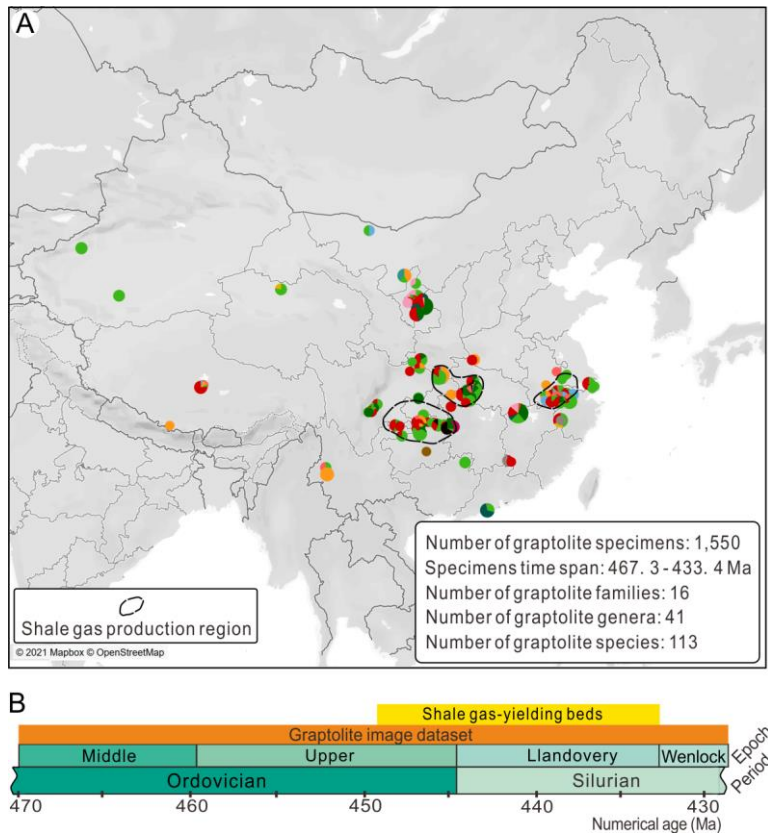 A
Number of graptolite specimens: 1,550
Specimens time span: 467. 3 - 433. 4 Ma
Number of graptolite families: 16
Number of graptolite genera: 41
Number of graptolite species: 113
Shale gas production region
© 2021 Mapbox © OpenStreetMap
B
Shale gas-yielding beds
Graptolite image dataset
Middle Upper Llandovery Wenlock Epoch
Ordovician Silurian Period
470 460 450 440 430
Numerical age (Ma)